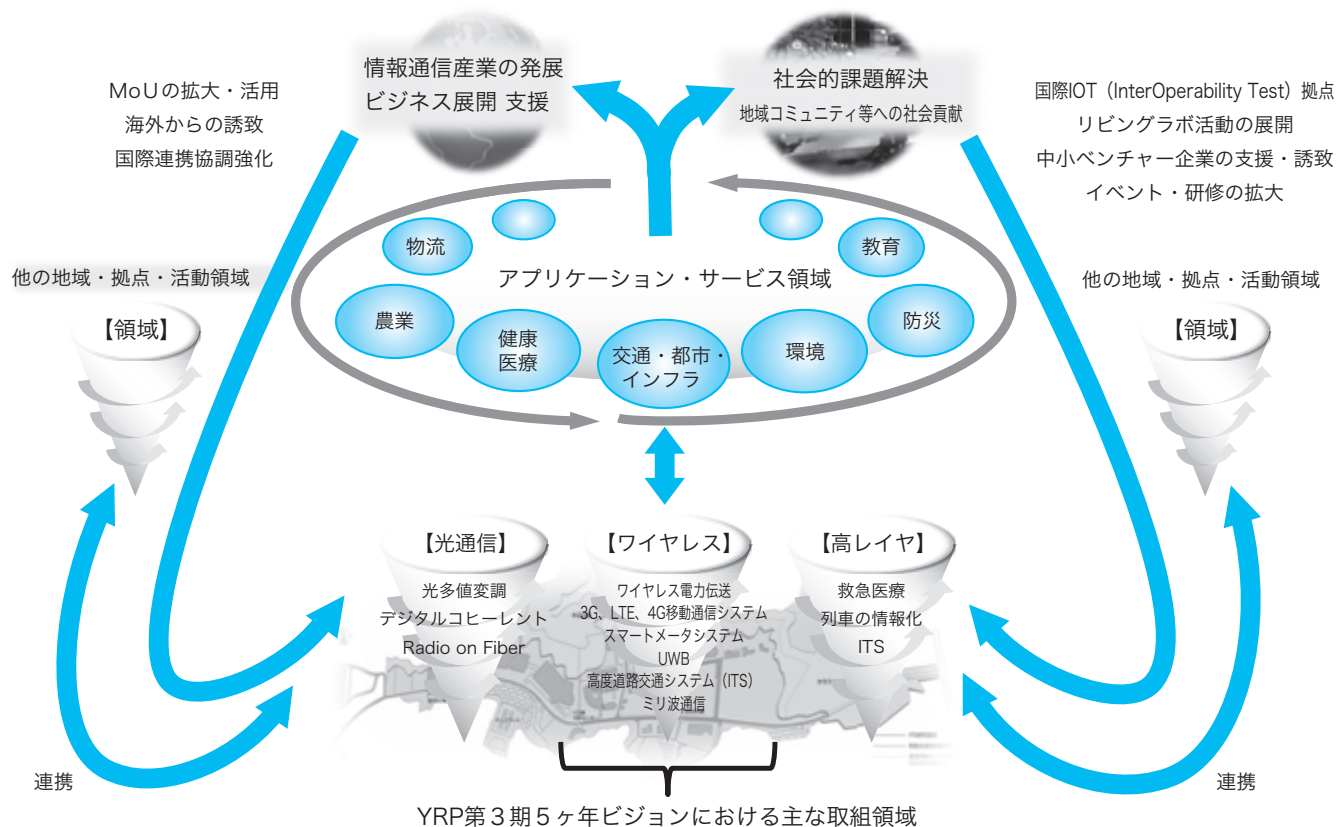 情報通信産業の発展
ビジネス展開 支援
社会的課題解決
地域コミュニティ等への社会貢献
MoUの拡大・活用
海外からの誘致
国際連携協調強化
国際IOT（InterOperability Test）拠点
リビングラボ活動の展開
中小ベンチャー企業の支援・誘致
イベント・研修の拡大
物流
教育
アプリケーション・サービス領域
農業
健康
医療
交通・都市・
インフラ
環境
防災
他の地域・拠点・活動領域
【領域】
他の地域・拠点・活動領域
【領域】
【光通信】
光多値変調
デジタルコヒーレント
Radio on Fiber
【ワイヤレス】
ワイヤレス電力伝送
3G、LTE、4G移動通信システム
スマートメータシステム
UWB
高度道路交通システム（ITS）
ミリ波通信
【高レイヤ】
救急医療
列車の情報化
ITS
連携
連携
YRP第３期５ヶ年ビジョンにおける主な取組領域